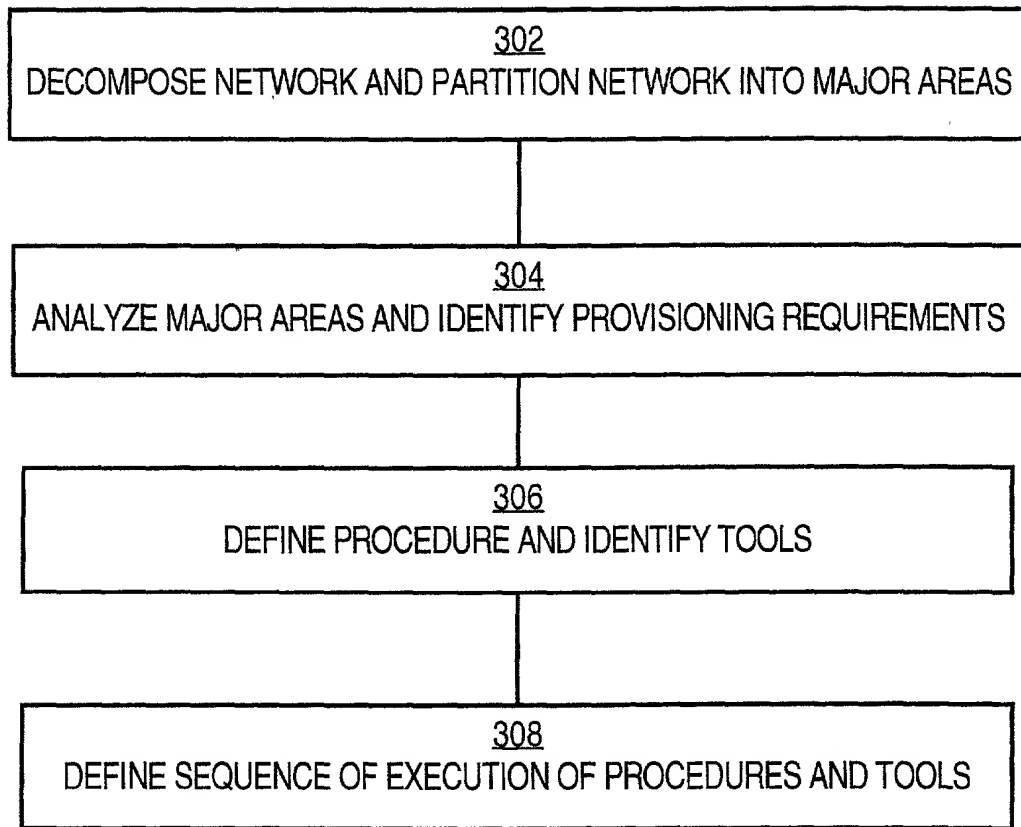 302
DECOMPOSE NETWORK AND PARTITION NETWORK INTO MAJOR AREAS
304
ANALYZE MAJOR AREAS AND IDENTIFY PROVISIONING REQUIREMENTS
306
DEFINE PROCEDURE AND IDENTIFY TOOLS
308
DEFINE SEQUENCE OF EXECUTION OF PROCEDURES AND TOOLS